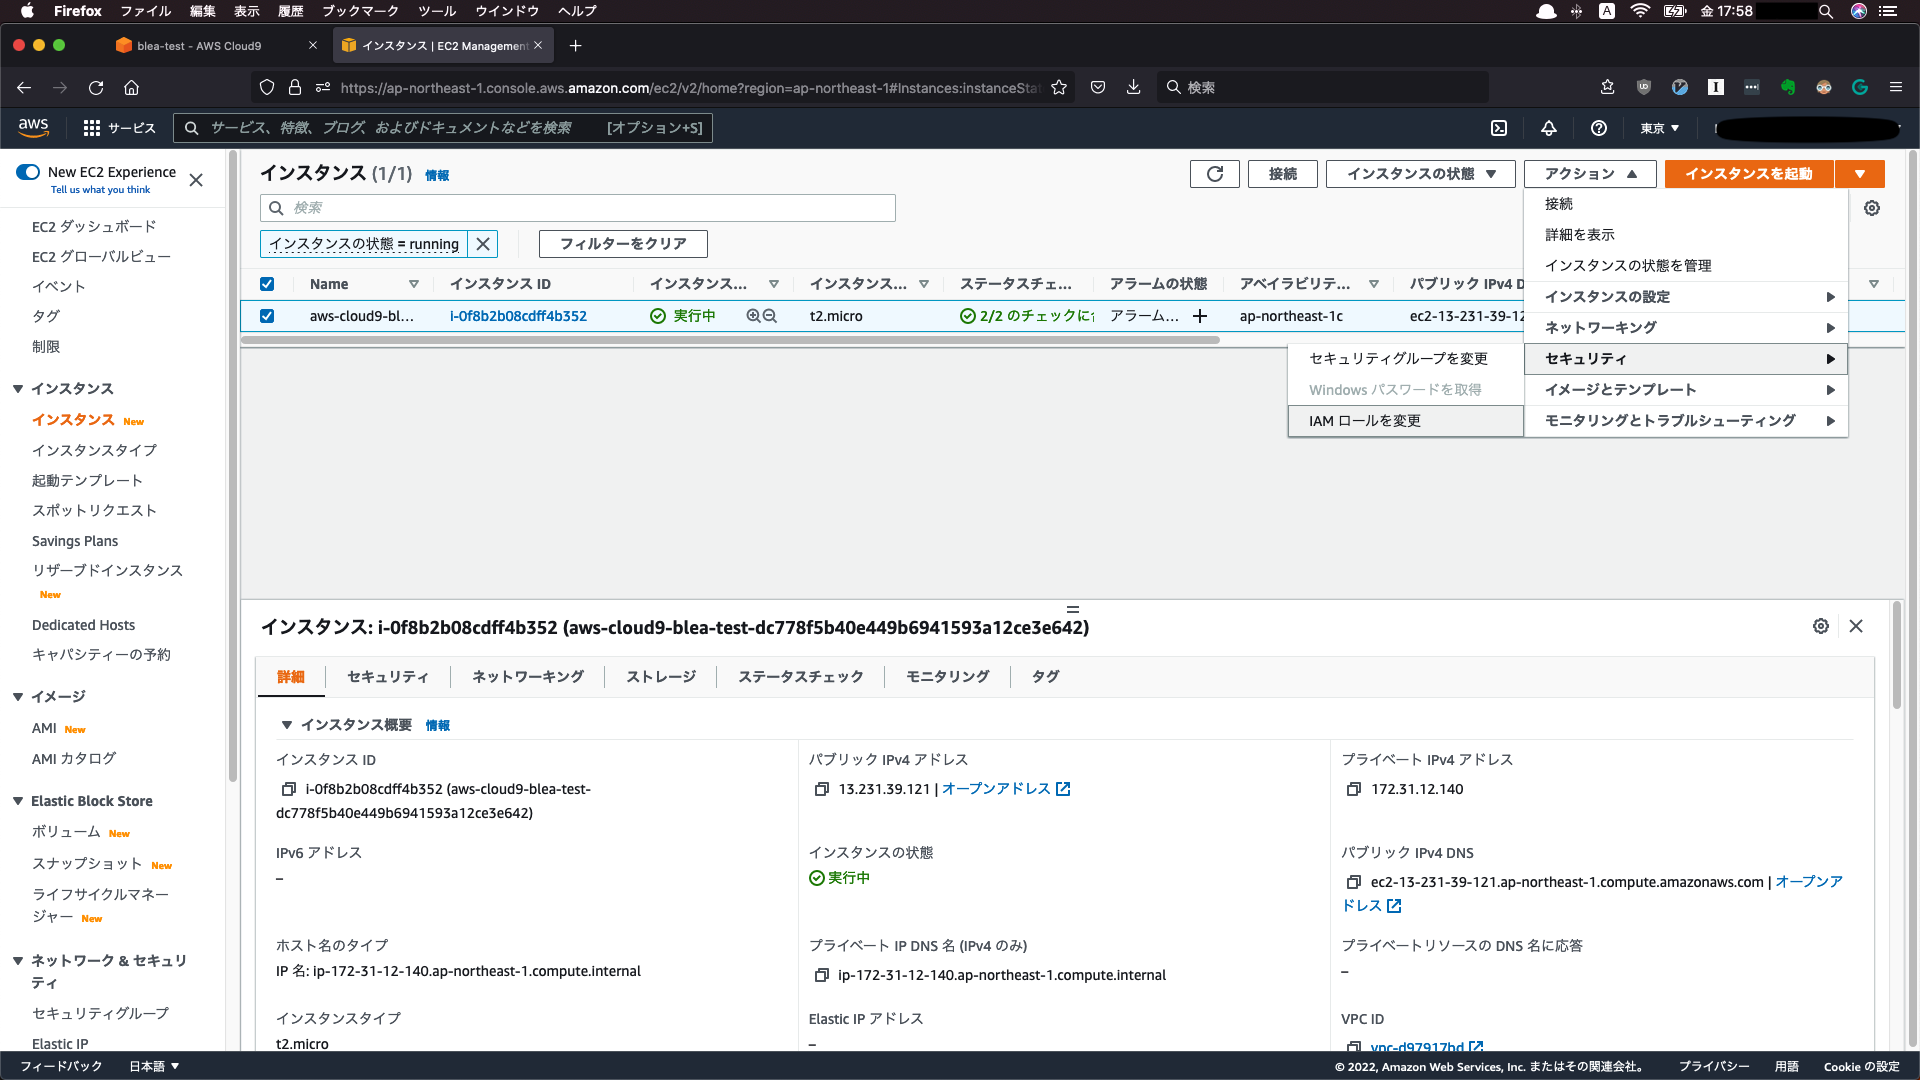 Firefox ファイル 編集 表示 履歴 ブックマーク ツール ウインドウ ヘルプ
A 金 17:58
blea-test - AWS Cloud9
インスタンス | EC2 Management
https://ap-northeast-1.console.aws.amazon.com/ec2/v2/home?region=ap-northeast-1#Instances:instanceSta
検索
aws サービス サービス、特徴、ブログ、およびドキュメントなどを検索 [オプション+S] 東京
New EC2 Experience
Tell us what you think
EC2 ダッシュボード
EC2 グローバルビュー
イベント
タグ
制限
インスタンス
インスタンス New
インスタンスタイプ
起動テンプレート
スポットリクエスト
Savings Plans
リザーブドインスタンス
New
Dedicated Hosts
キャパシティーの予約
イメージ
AMI New
AMI カタログ
Elastic Block Store
ボリューム New
スナップショット New
ライフサイクルマネー
ジャー New
ネットワーク & セキュリ
ティ
セキュリティグループ
Elastic IP
インスタンス (1/1) 情報
接続 インスタンスの状態 アクション インスタンスを起動
検索
インスタンスの状態 = running
フィルターをクリア
Name インスタンス ID インスタンス... インスタンス... ステータスチェ... アラームの状態 アベイラビリテ... パブリック IPv4 D
aws-cloud9-bl... i-0f8b2b08cdff4b352 実行中 t2.micro 2/2 のチェックに アラーム... ap-northeast-1c ec2-13-231-39-12
接続
詳細を表示
インスタンスの状態を管理
インスタンスの設定
ネットワーキング
セキュリティ
イメージとテンプレート
モニタリングとトラブルシューティング
セキュリティグループを変更
Windows パスワードを取得
IAM ロールを変更
インスタンス: i-0f8b2b08cdff4b352 (aws-cloud9-blea-test-dc778f5b40e449b6941593a12ce3e642)
詳細 セキュリティ ネットワーキング ストレージ ステータスチェック モニタリング タグ
インスタンス概要 情報
インスタンス ID
i-0f8b2b08cdff4b352 (aws-cloud9-blea-test-
dc778f5b40e449b6941593a12ce3e642)
パブリック IPv4 アドレス
13.231.39.121 | オープンアドレス
プライベート IPv4 アドレス
172.31.12.140
IPv6 アドレス
–
インスタンスの状態
実行中
パブリック IPv4 DNS
ec2-13-231-39-121.ap-northeast-1.compute.amazonaws.com | オープンア
ドレス
ホスト名のタイプ
IP 名: ip-172-31-12-140.ap-northeast-1.compute.internal
プライベート IP DNS 名 (IPv4 のみ)
ip-172-31-12-140.ap-northeast-1.compute.internal
プライベートリソースの DNS 名に応答
–
インスタンスタイプ
t2.micro
Elastic IP アドレス
–
VPC ID
vpc-d97917bd
フィードバック 日本語
© 2022, Amazon Web Services, Inc. またはその関連会社。 プライバシー 用語 Cookie の設定